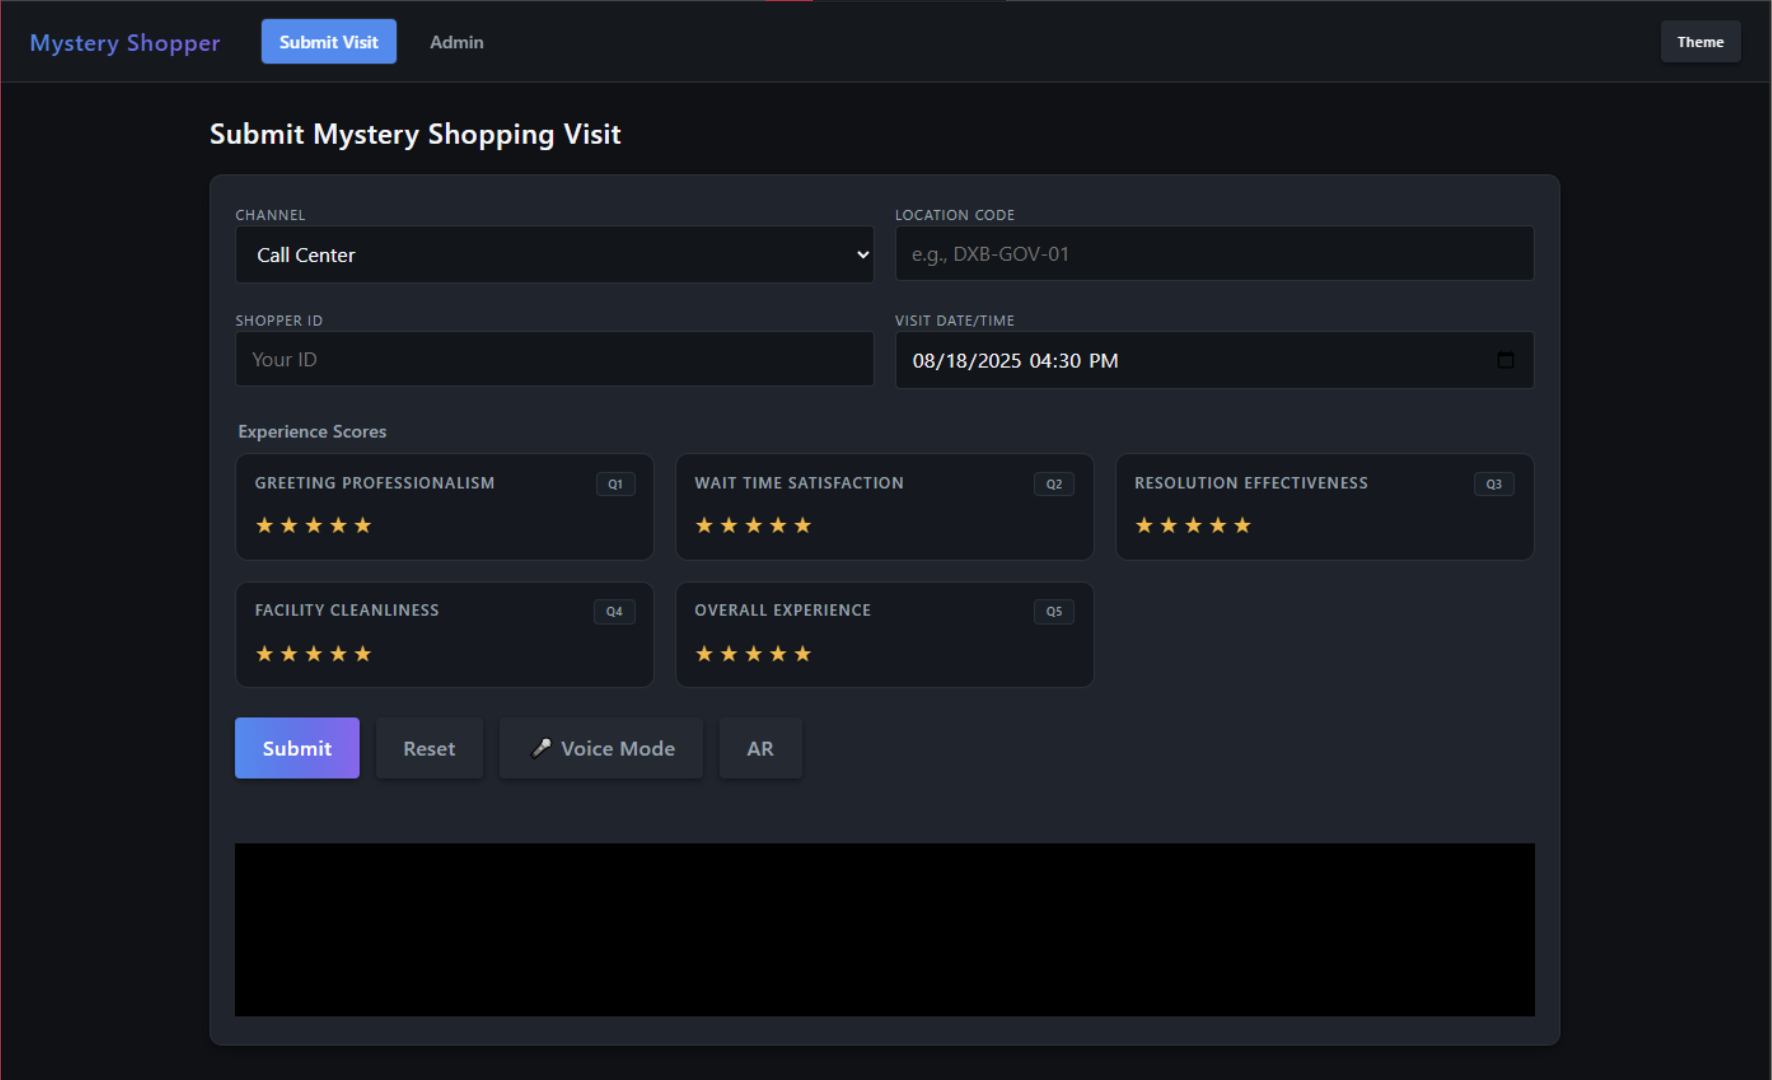 Mystery Shopper
Submit Visit
Admin
Theme
Submit Mystery Shopping Visit
CHANNEL
Call Center
LOCATION CODE
e.g., DXB-GOV-01
SHOPPER ID
Your ID
VISIT DATE/TIME
08/18/2025 04:30 PM
Experience Scores
GREETING PROFESSIONALISM
Q1
WAIT TIME SATISFACTION
Q2
RESOLUTION EFFECTIVENESS
Q3
FACILITY CLEANLINESS
Q4
OVERALL EXPERIENCE
Q5
Submit
Reset
Voice Mode
AR